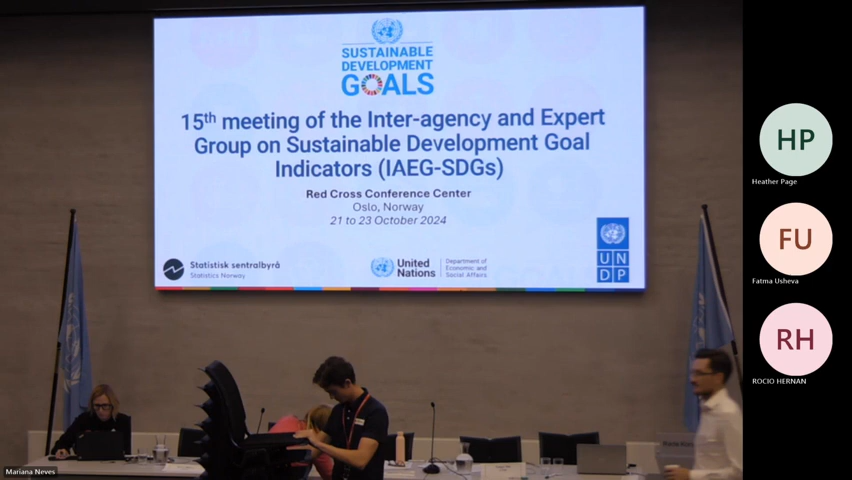 SUSTAINABLE
DEVELOPMENT
GOALS
15th meeting of the Inter-agency and Expert
Group on Sustainable Development Goal
Indicators (IAEG-SDGs)
Red Cross Conference Center
Oslo, Norway
21 to 23 October 2024
Statistisk sentralbyrå
Statistics Norway
United
Nations
Department of
Economic and
Social Affairs
U N
D P
HP
Heather Page
FU
Fatma Usheva
RH
ROCIO HERNAN
Mariana Neves